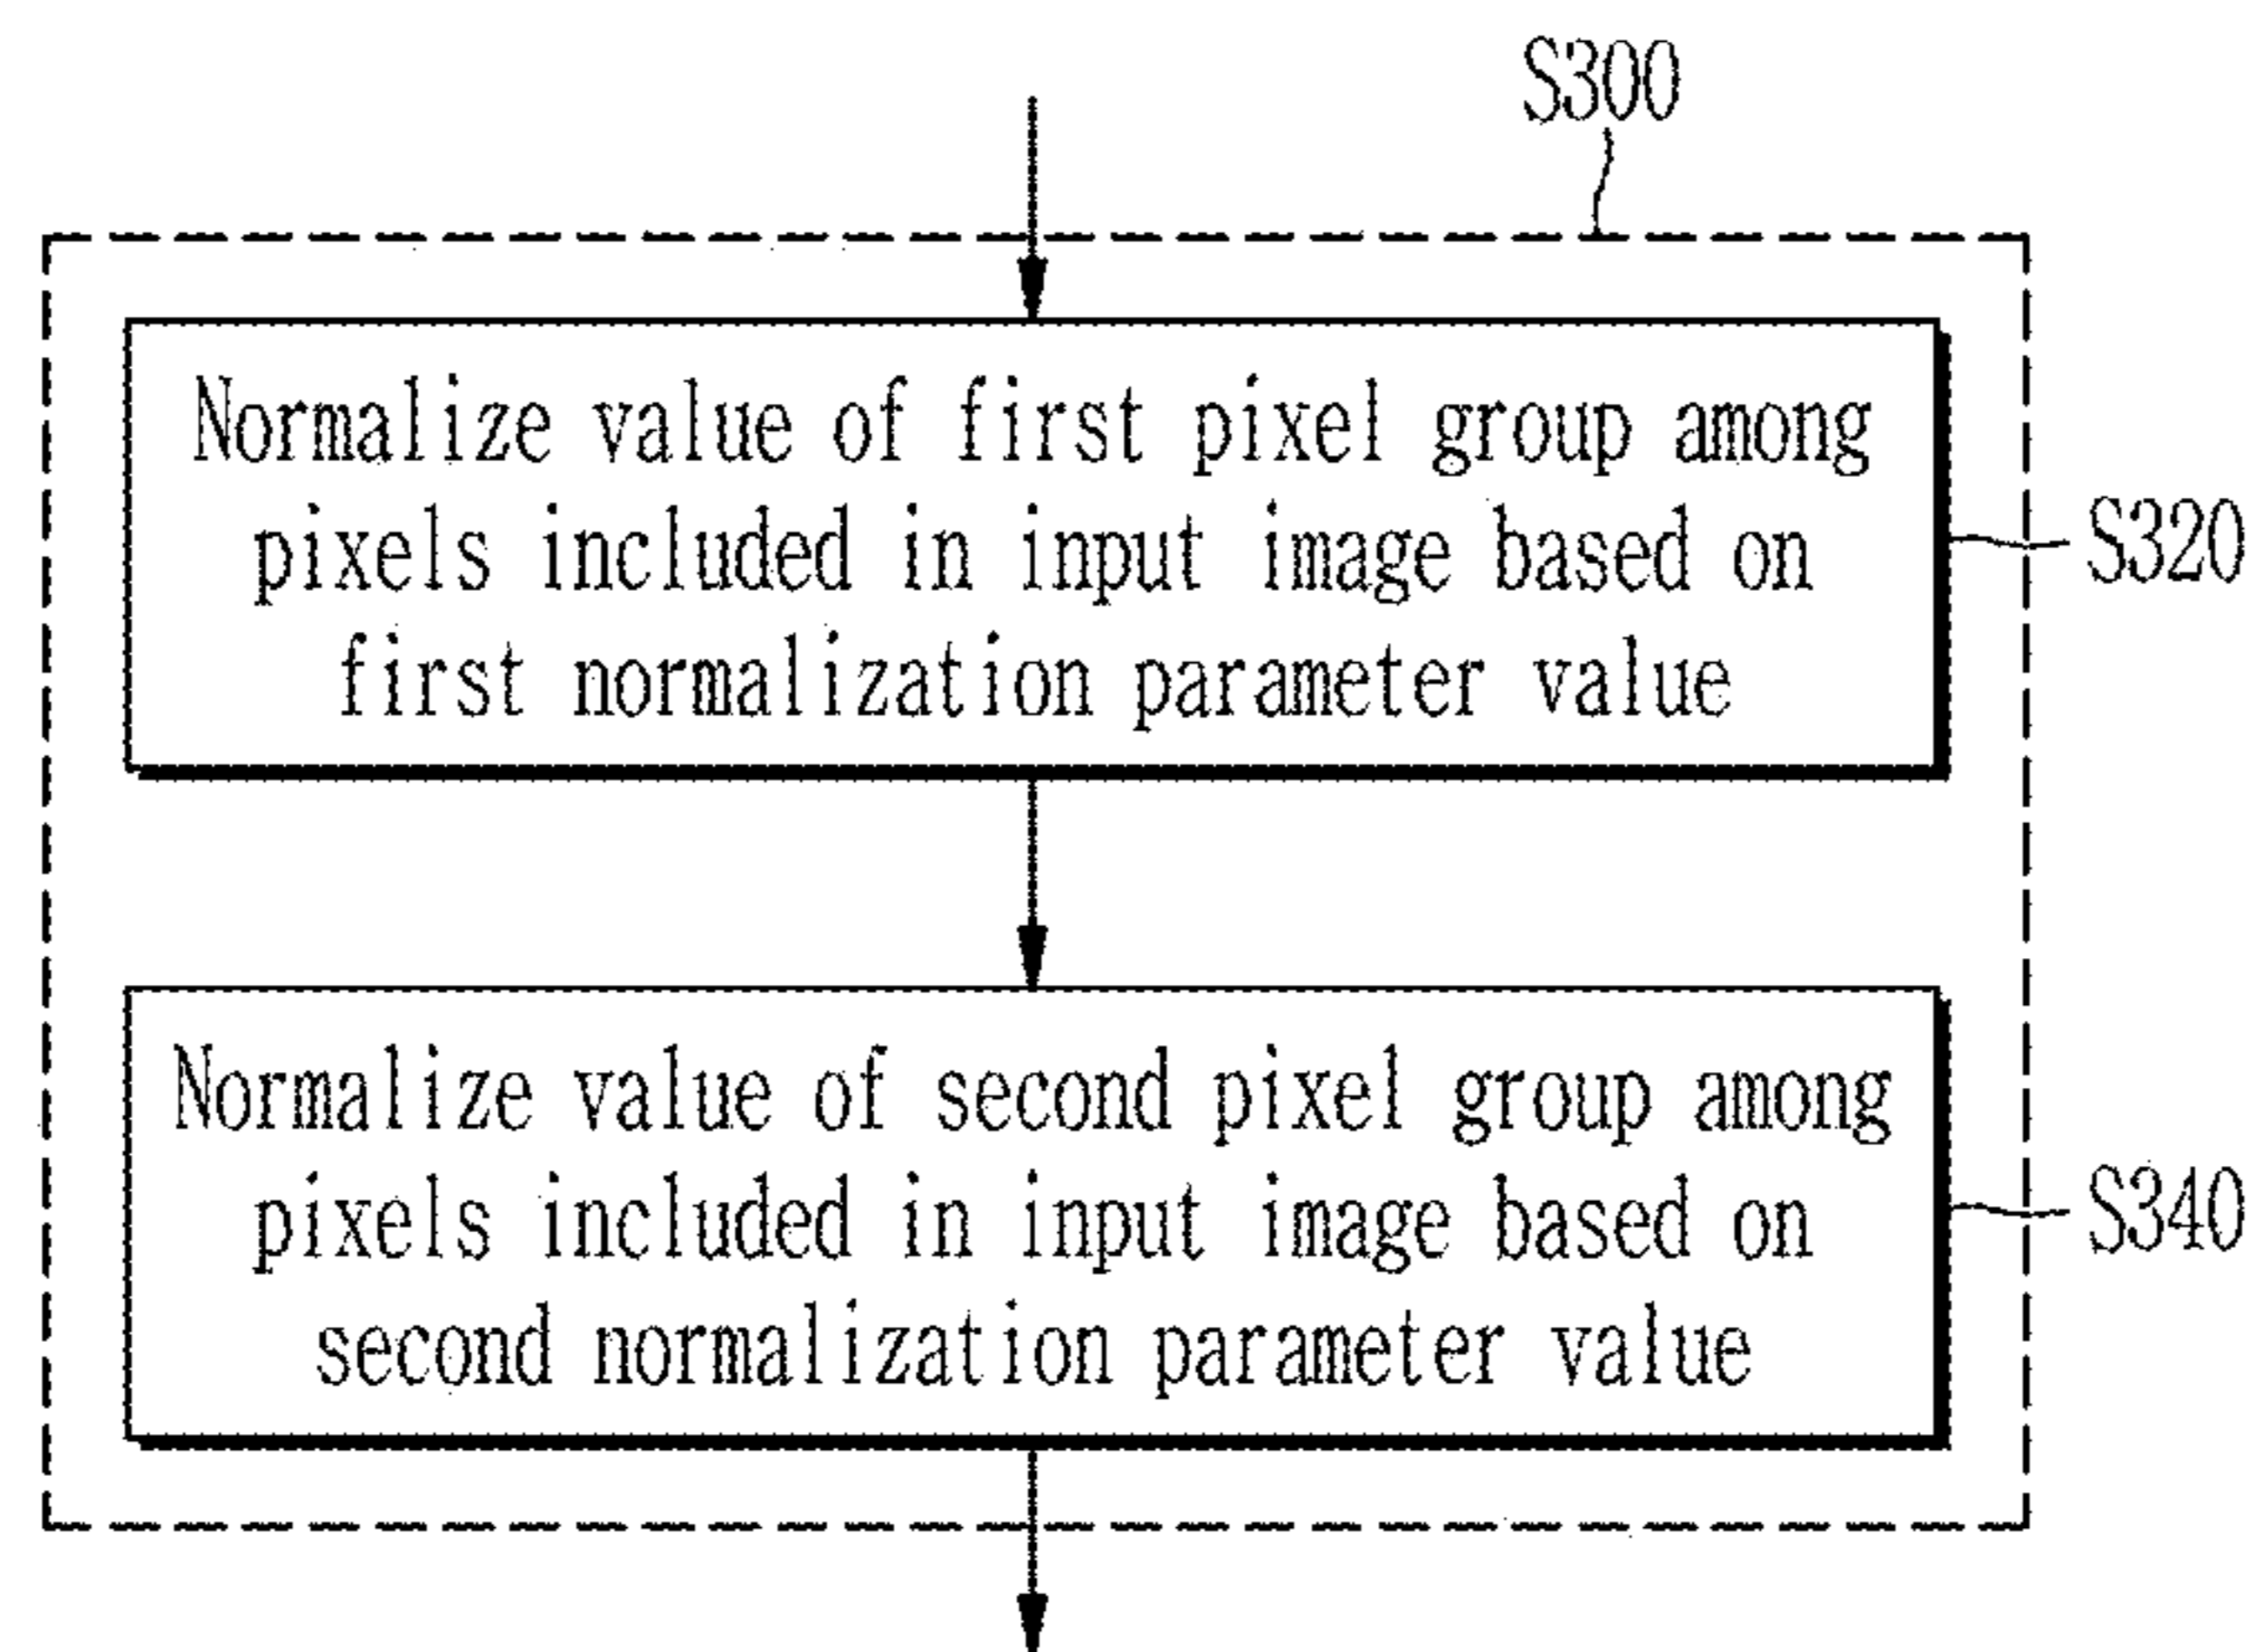 S300
Normalize value of first pixel group among
pixels included in input image based on
first normalization parameter value
S320
Normalize value of second pixel group among
pixels included in input image based on
second normalization parameter value
S340